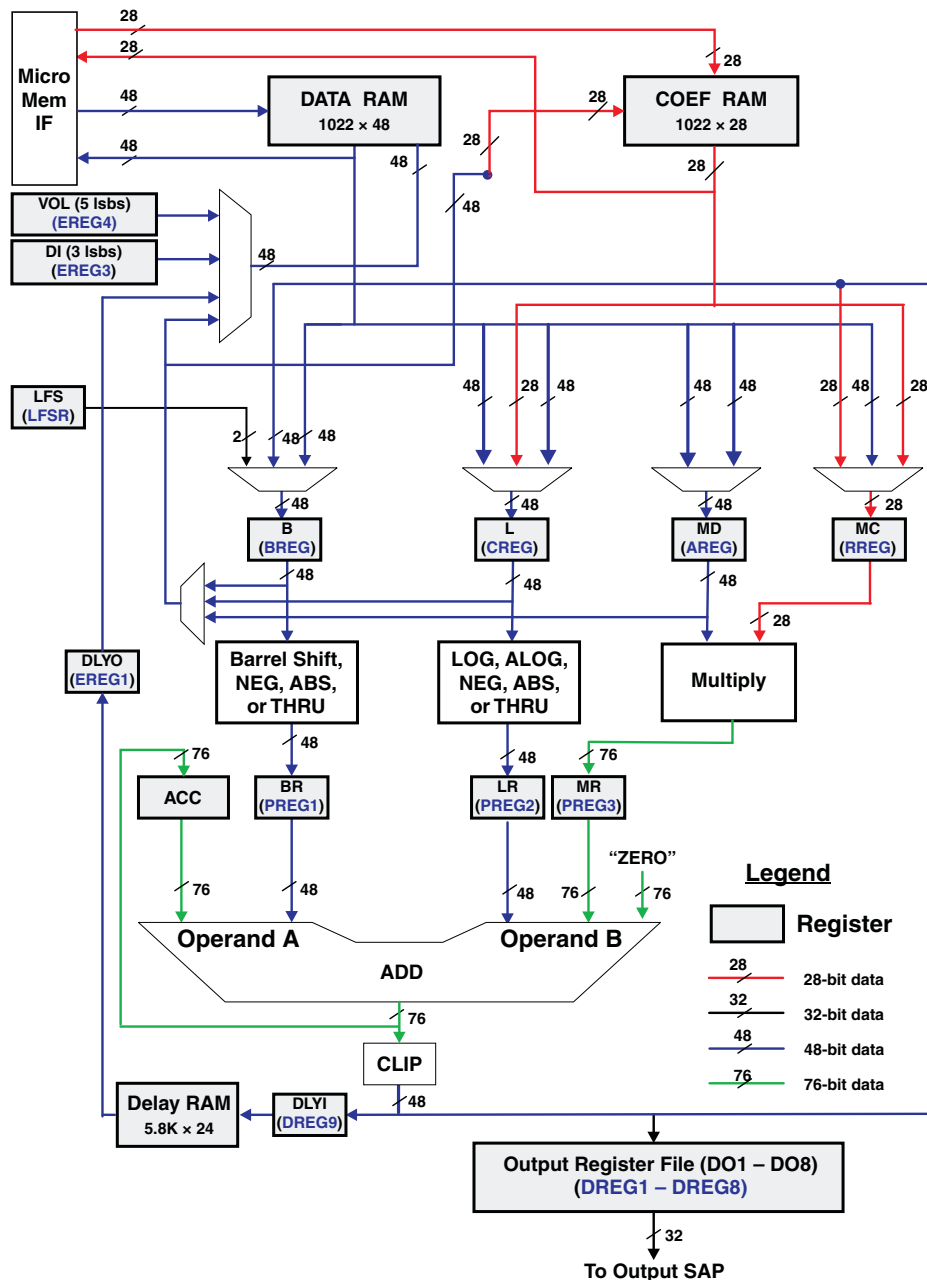 28
28
28
Micro
Mem
IF
48
DATA RAM
1022 × 48
28
COEF RAM
1022 × 28
48
48
28
28
48
VOL (5 lsbs)
(EREG4)
DI (3 lsbs)
(EREG3)
48
LFS
(LFSR)
2
48
48
48
28
48
48
48
28
48
28
48
48
48
28
B
(BREG)
L
(CREG)
MD
(AREG)
MC
(RREG)
48
48
48
28
DLYO
(EREG1)
Barrel Shift,
NEG, ABS,
or THRU
LOG, ALOG,
NEG, ABS,
or THRU
Multiply
48
48
76
76
ACC
BR
(PREG1)
LR
(PREG2)
MR
(PREG3)
“ZERO”
76
48
48
76
76
Operand A
Operand B
ADD
76
CLIP
48
Delay RAM
5.8K × 24
DLYI
(DREG9)
Output Register File (DO1 – DO8)
(DREG1 – DREG8)
32
To Output SAP
Legend
Register
28
28-bit data
32
32-bit data
48
48-bit data
76
76-bit data